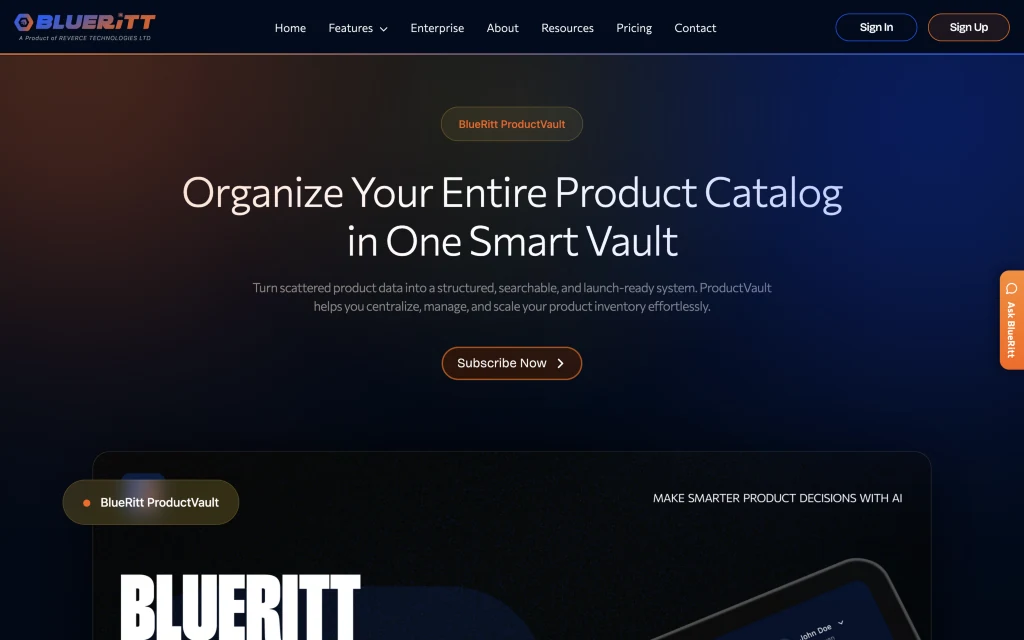 BLUERITT
A Product of REVERCE TECHNOLOGIES LTD
Home
Features
Enterprise
About
Resources
Pricing
Contact
Sign In
Sign Up
BlueRitt ProductVault
Organize Your Entire Product Catalog
in One Smart Vault
Turn scattered product data into a structured, searchable, and launch-ready system. ProductVault
helps you centralize, manage, and scale your product inventory effortlessly.
Subscribe Now
Ask BlueRitt
BlueRitt ProductVault
MAKE SMARTER PRODUCT DECISIONS WITH AI
BLUERITT
John Doe